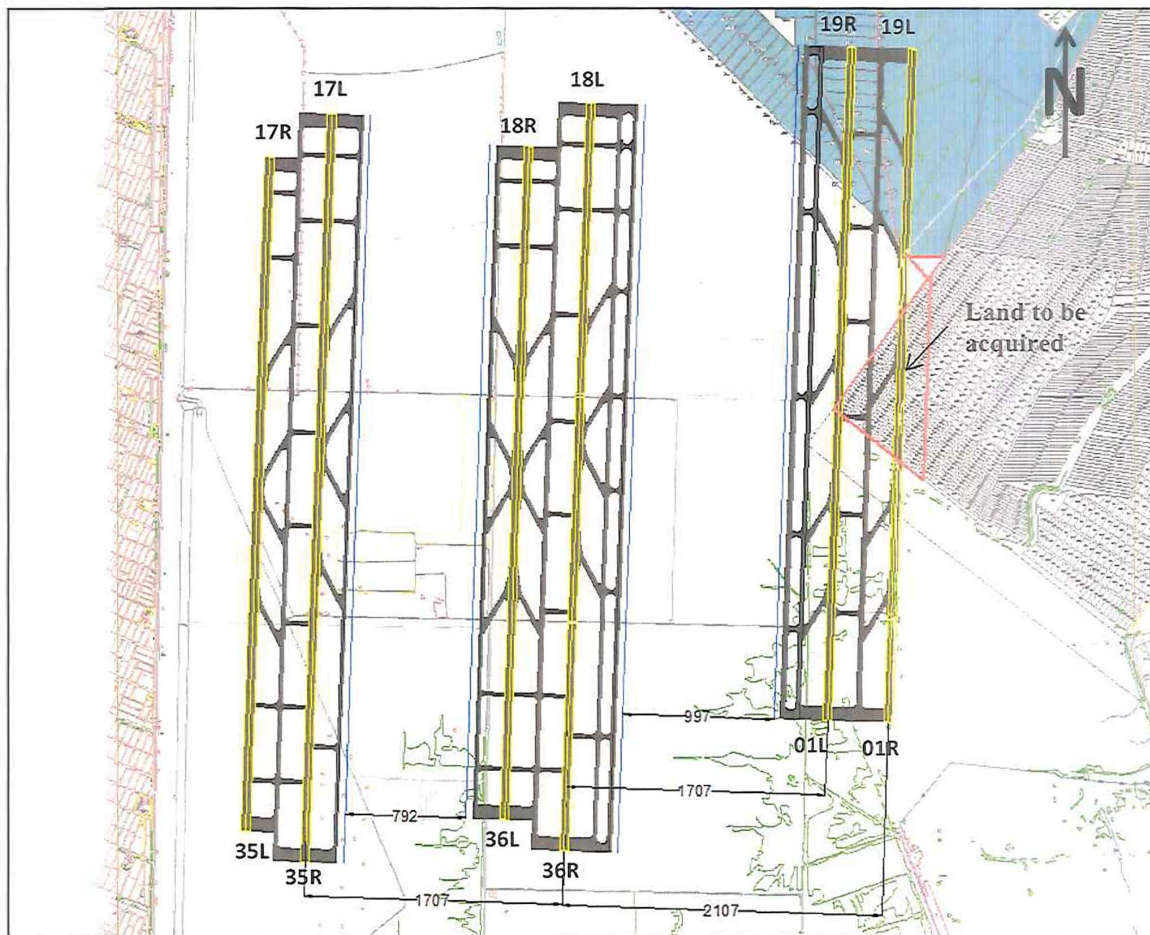 19R
19L
18L
17L
18R
17R
N
Land to be
acquired
997
01L
01R
1707
792
36L
35L
36R
35R
1707
2107